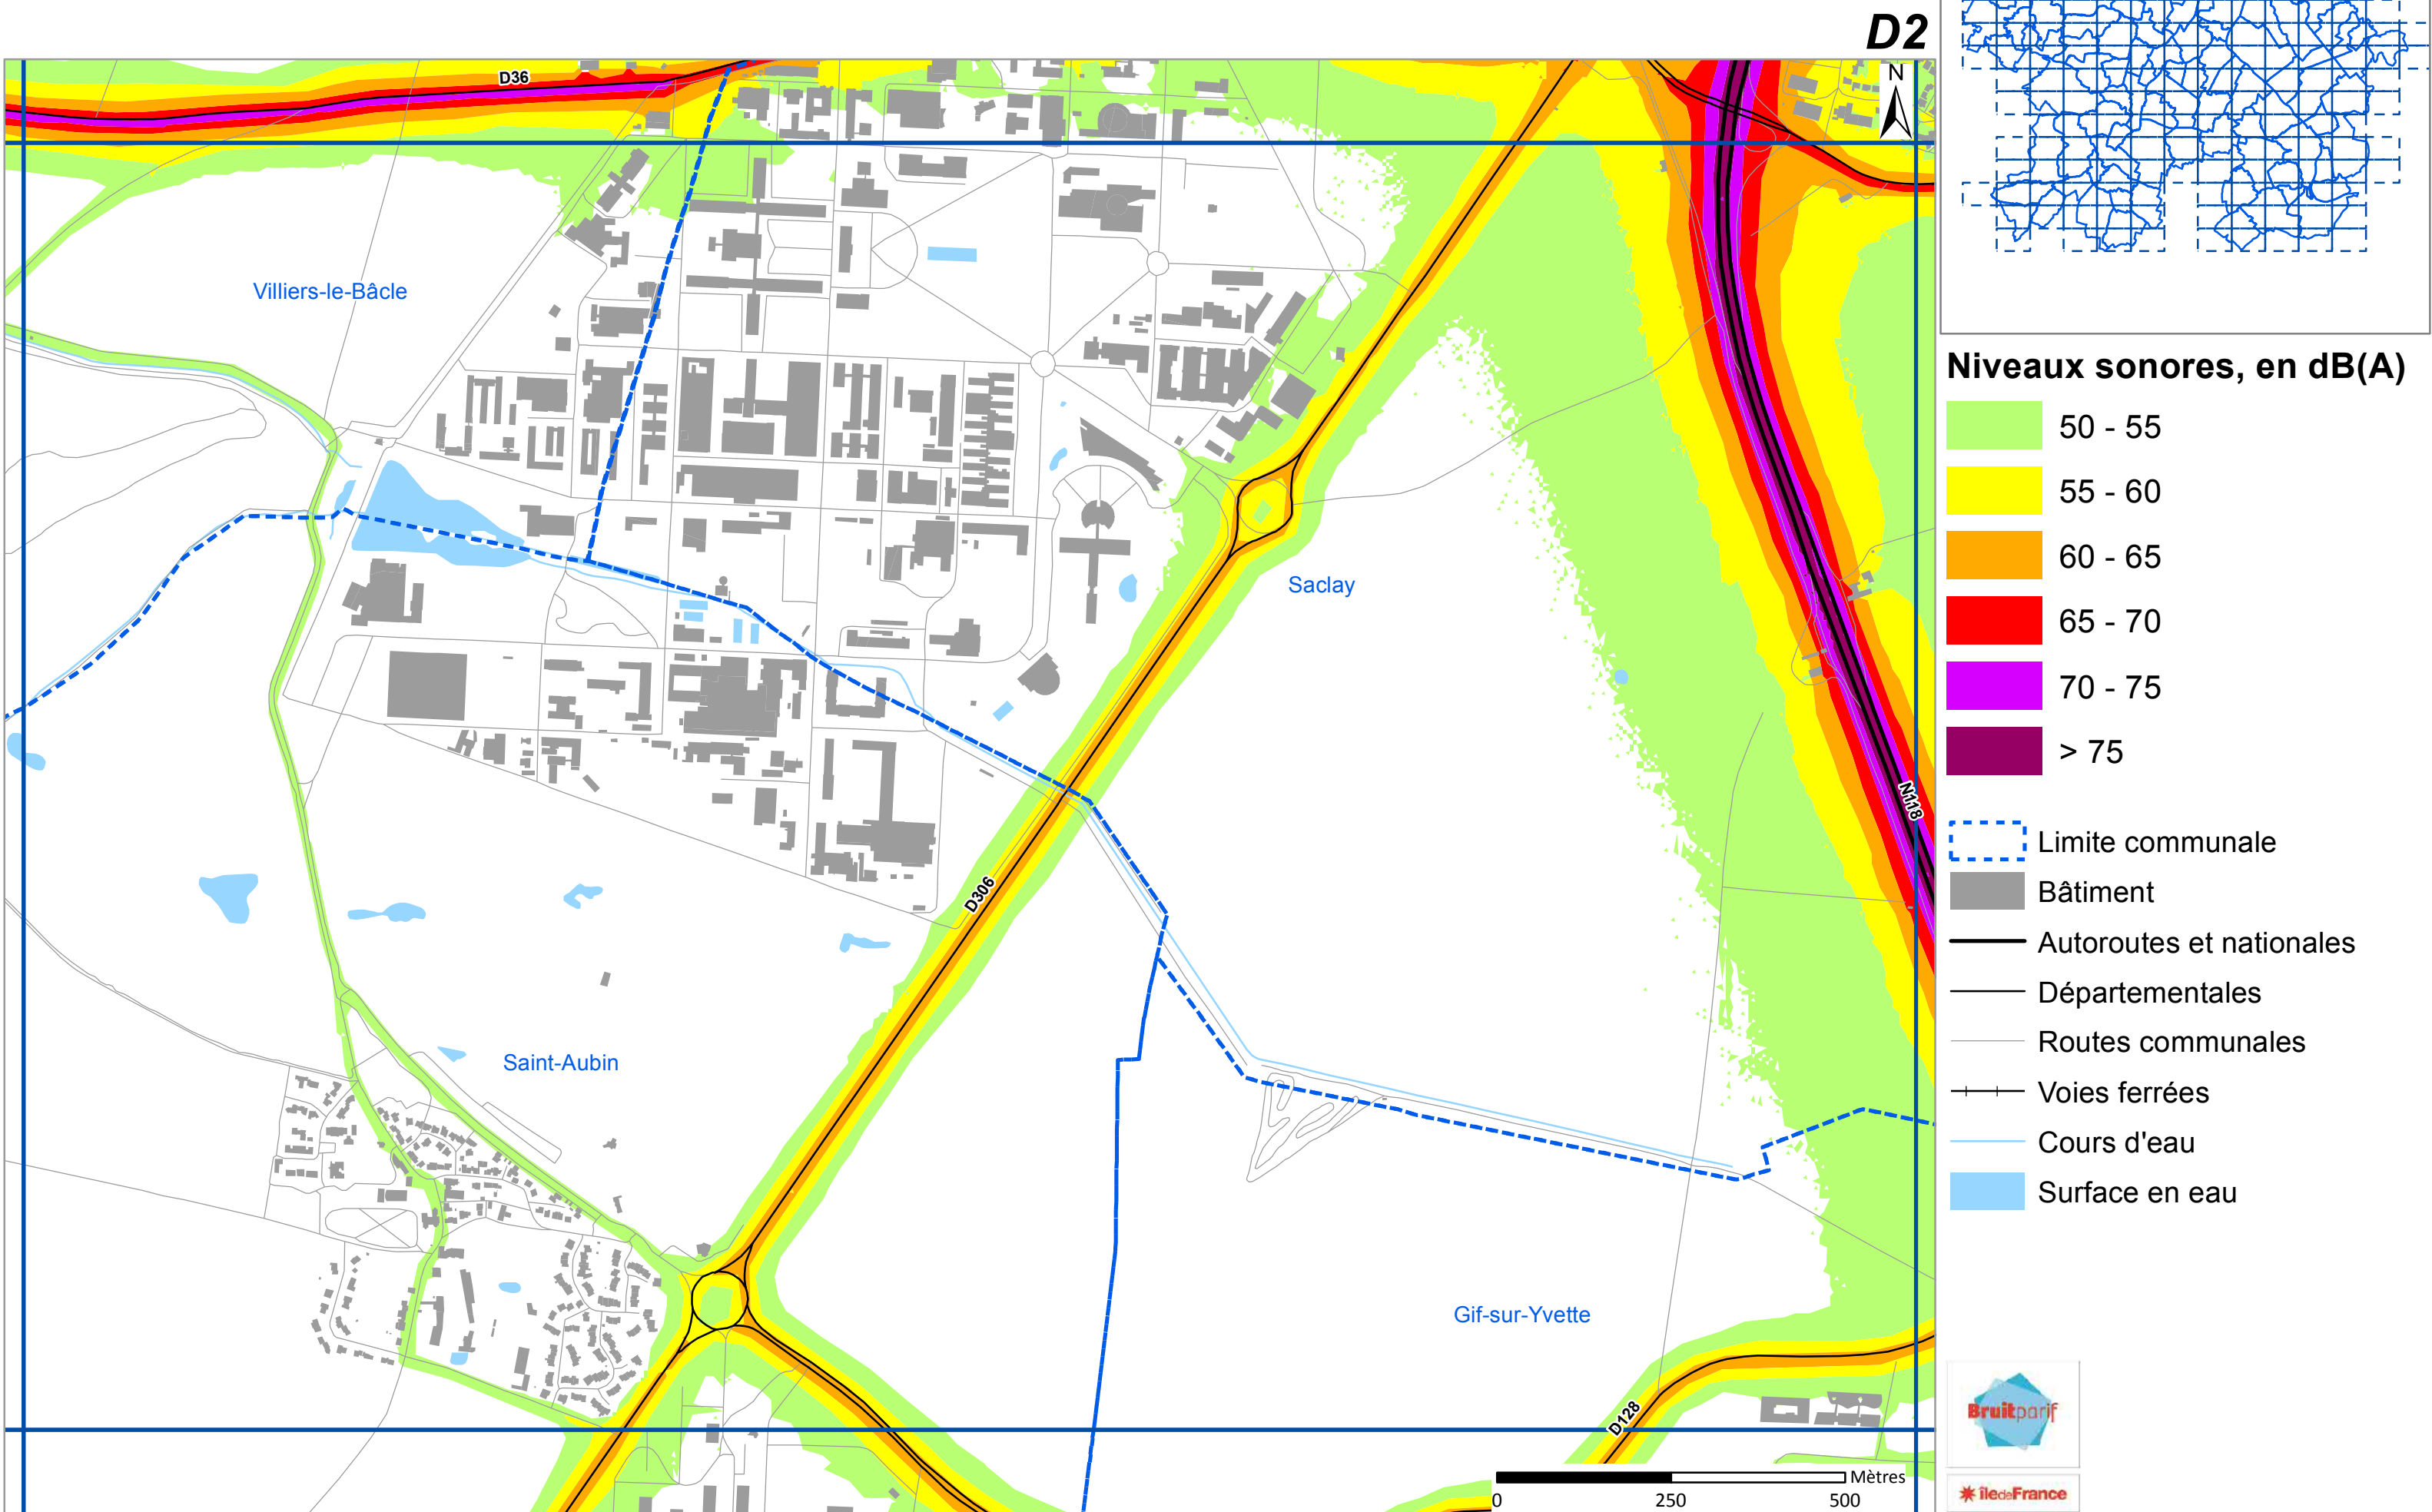 D2
D36
N
Villiers-le-Bâcle
Saclay
N118
D306
Saint-Aubin
Gif-sur-Yvette
D128
Mètres
0 250 500
Niveaux sonores, en dB(A)
50 - 55
55 - 60
60 - 65
65 - 70
70 - 75
> 75
Limite communale
Bâtiment
Autoroutes et nationales
Départementales
Routes communales
Voies ferrées
Cours d'eau
Surface en eau
Bruitparif
îledeFrance